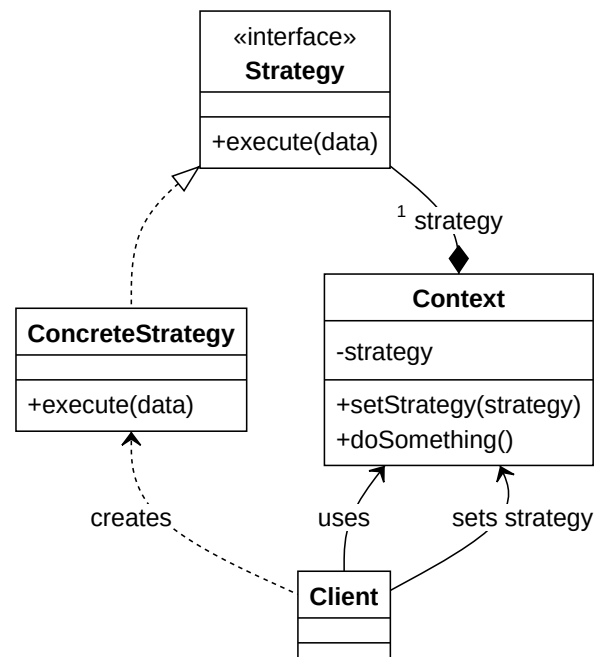 «interface»
Strategy
+execute(data)
1
strategy
Context
-strategy
+setStrategy(strategy)
+doSomething()
ConcreteStrategy
+execute(data)
creates
uses
sets strategy
Client